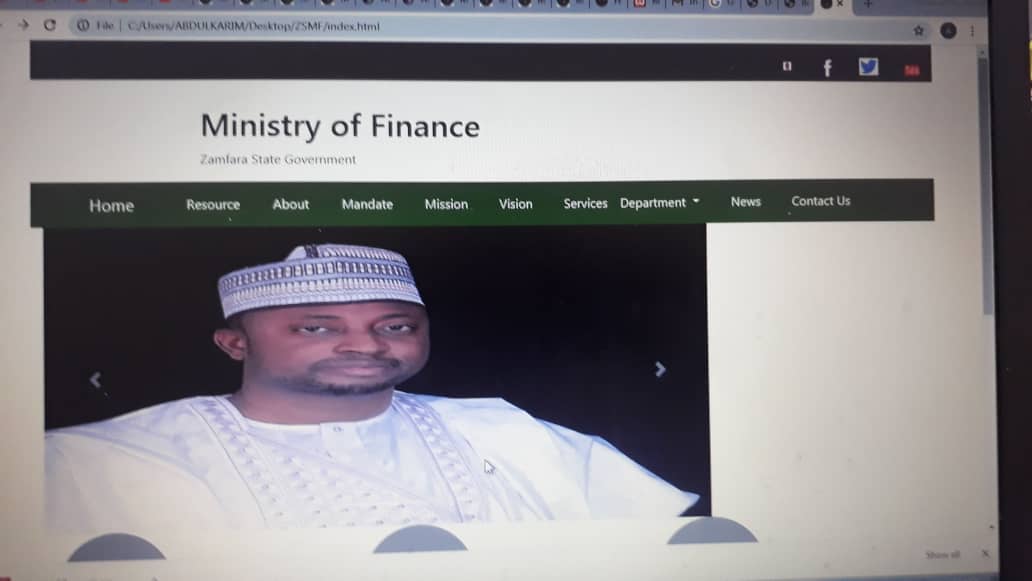 File | C:/Users/ABDULKARIM/Desktop/ZSMF/index.html
Ministry of Finance
Zamfara State Government
Home Resource About Mandate Mission Vision Services Department News Contact Us
Show all